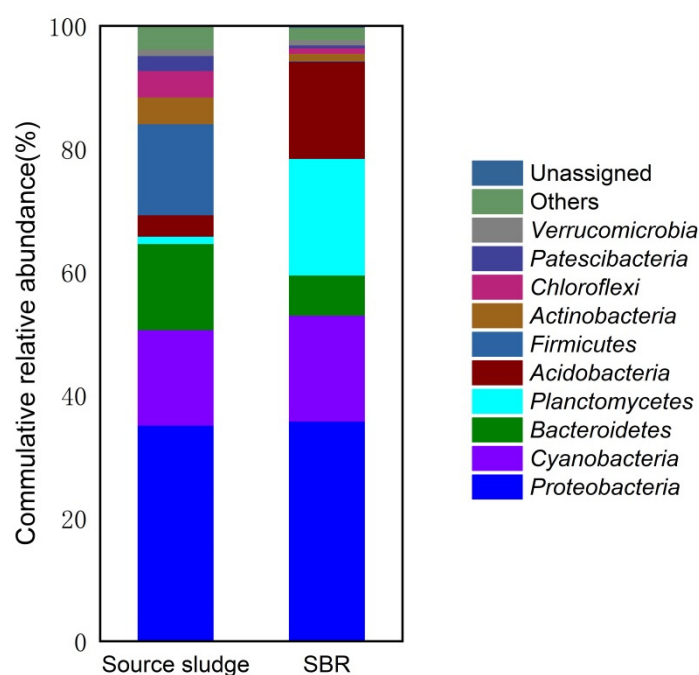 Commulative relative abundance(%)
100
80
60
40
20
0
Source sludge
SBR
Unassigned
Others
Verrucomicrobia
Patescibacteria
Chloroflexi
Actinobacteria
Firmicutes
Acidobacteria
Planctomycetes
Bacteroidetes
Cyanobacteria
Proteobacteria